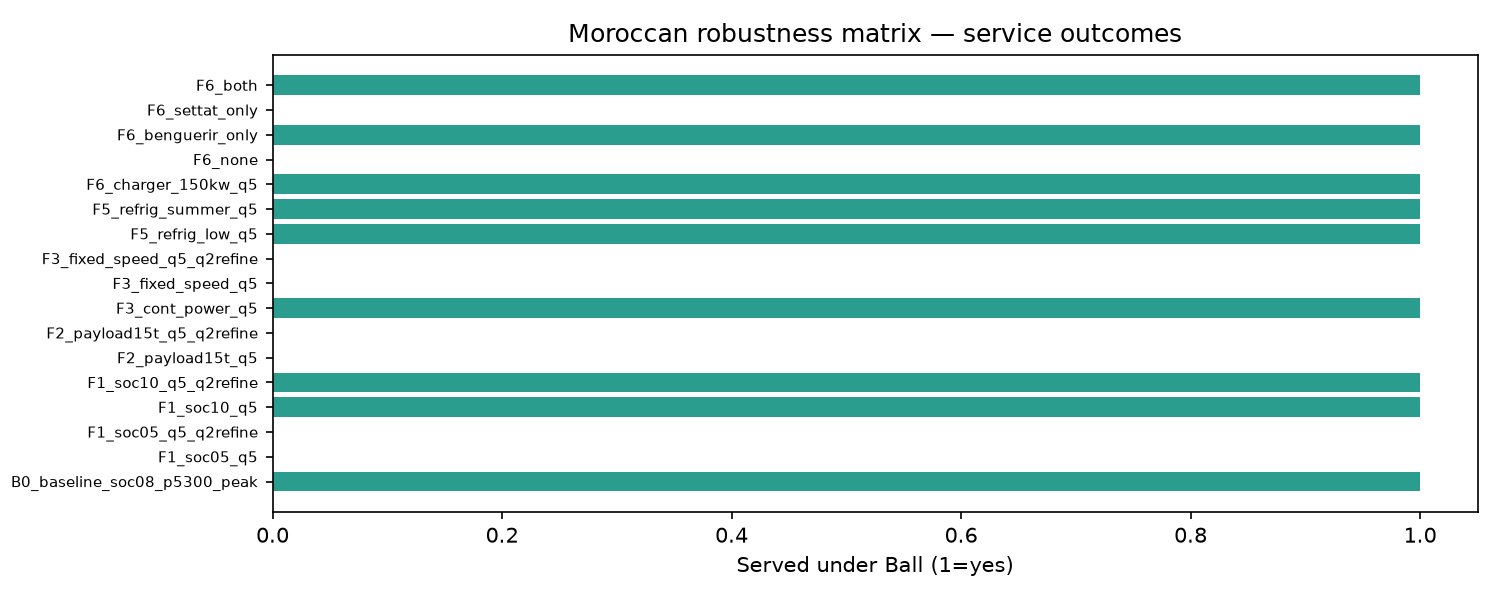 Moroccan robustness matrix — service outcomes
F6_both
F6_settat_only
F6_benguerir_only
F6_none
F6_charger_150kw_q5
F5_refrig_summer_q5
F5_refrig_low_q5
F3_fixed_speed_q5_q2refine
F3_fixed_speed_q5
F3_cont_power_q5
F2_payload15t_q5_q2refine
F2_payload15t_q5
F1_soc10_q5_q2refine
F1_soc10_q5
F1_soc05_q5_q2refine
F1_soc05_q5
B0_baseline_soc08_p5300_peak
0.0 0.2 0.4 0.6 0.8 1.0
Served under Ball (1=yes)